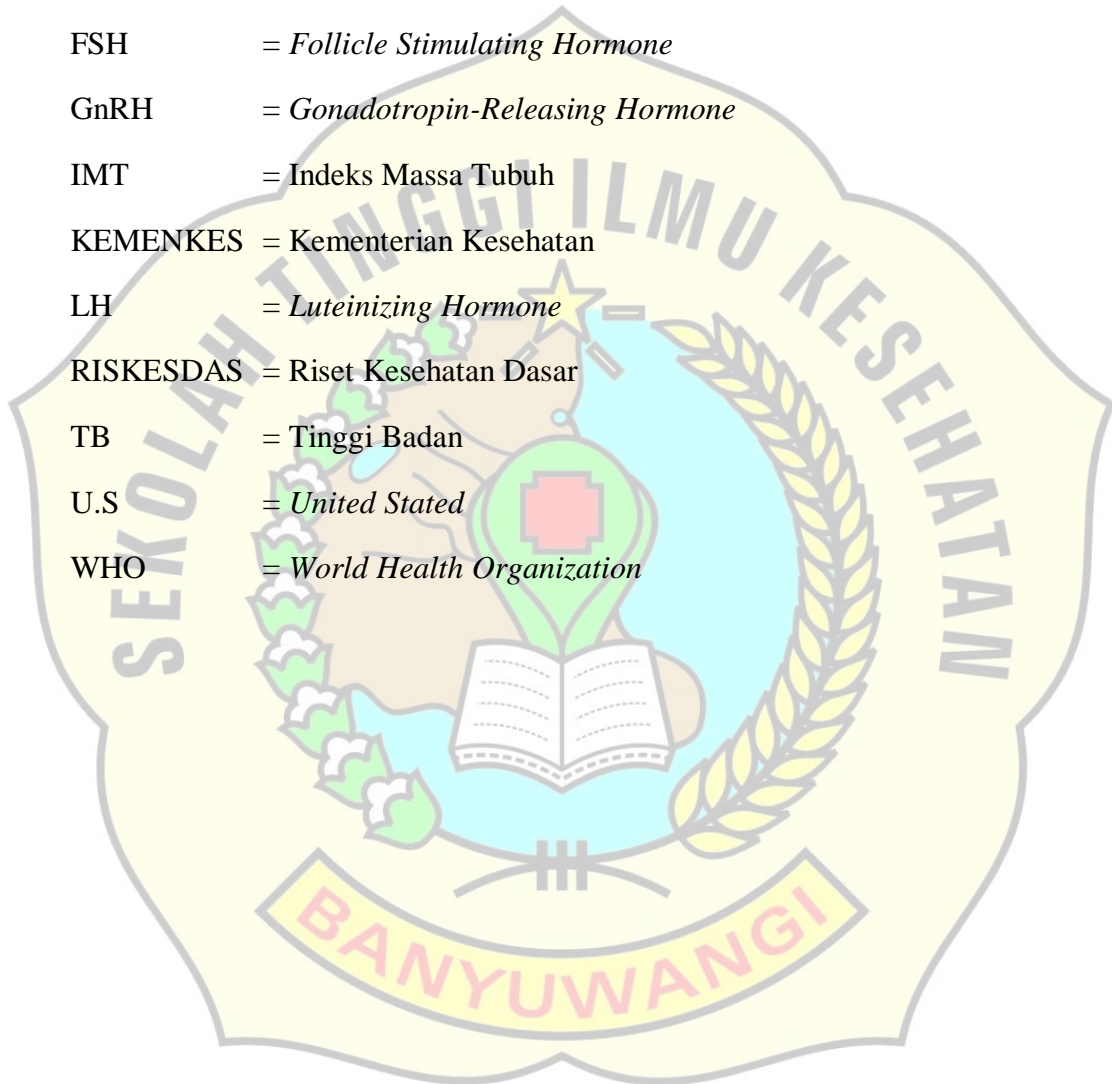 FSH = Follicle Stimulating Hormone
GnRH = Gonadotropin-Releasing Hormone
IMT = Indeks Massa Tubuh
KEMENKES = Kementerian Kesehatan
LH = Luteinizing Hormone
RISKESDAS = Riset Kesehatan Dasar
TB = Tinggi Badan
U.S = United Stated
WHO = World Health Organization
SEKOLAH TINGGI ILMU KESEHATAN
BANYUWANGI